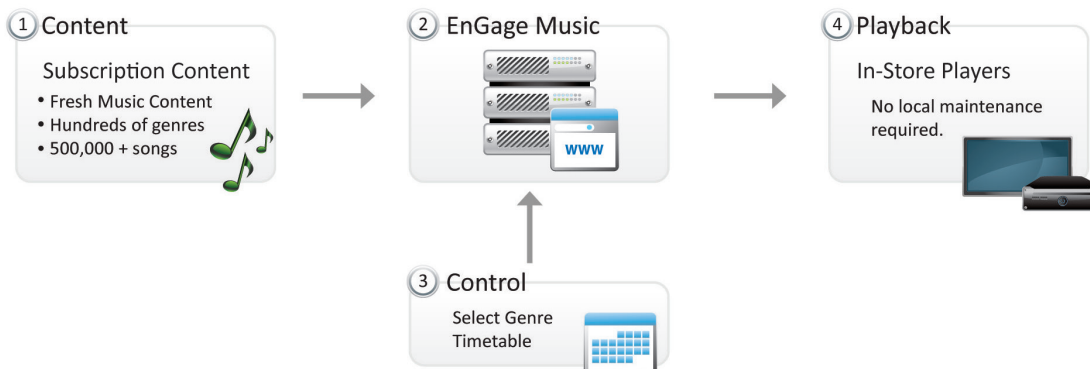 1 Content
Subscription Content
• Fresh Music Content
• Hundreds of genres
• 500,000 + songs
2 EnGage Music
www
3 Control
Select Genre
Timetable
4 Playback
In-Store Players
No local maintenance
required.